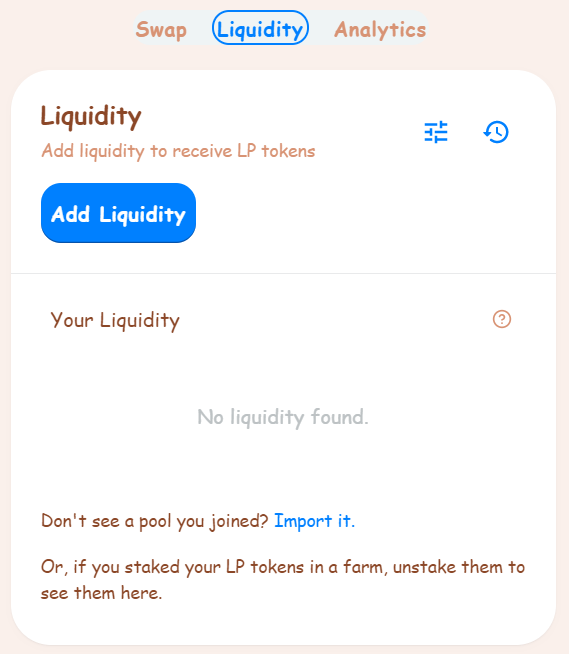 Swap Liquidity Analytics
Liquidity
Add liquidity to receive LP tokens
Add Liquidity
Your Liquidity
No liquidity found.
Don't see a pool you joined? Import it.
Or, if you staked your LP tokens in a farm, unstake them to
see them here.